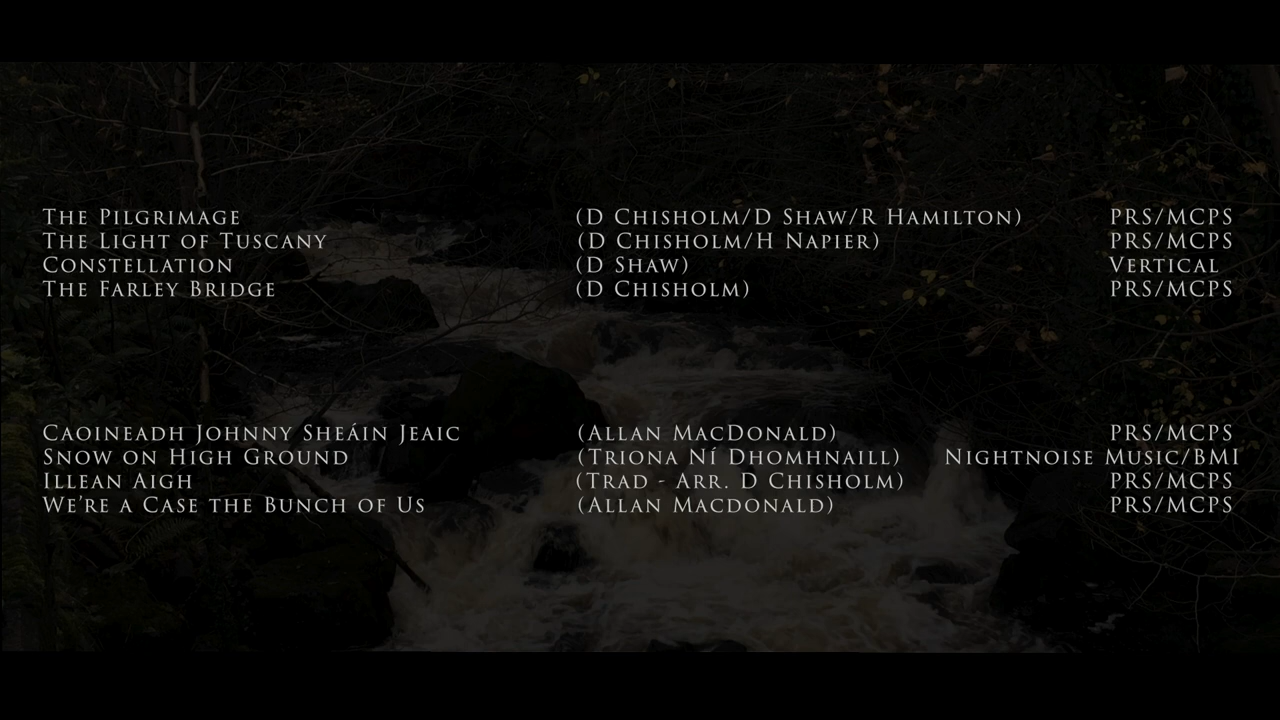 The Pilgrimage (D Chisholm/D Shaw/R Hamilton) PRS/MCPS
The Light of Tuscany (D Chisholm/H Napier) PRS/MCPS
Constellation (D Shaw) Vertical
The Farley Bridge (D Chisholm) PRS/MCPS
Caoineadh Johnny Sheáin Jeaic (Allan MacDonald) PRS/MCPS
Snow on High Ground (Triona Ní Dhomhnaill) Nightnoise Music/BMI
Illean Aigh (Trad - Arr. D Chisholm) PRS/MCPS
We're a Case the Bunch of Us (Allan Macdonald) PRS/MCPS